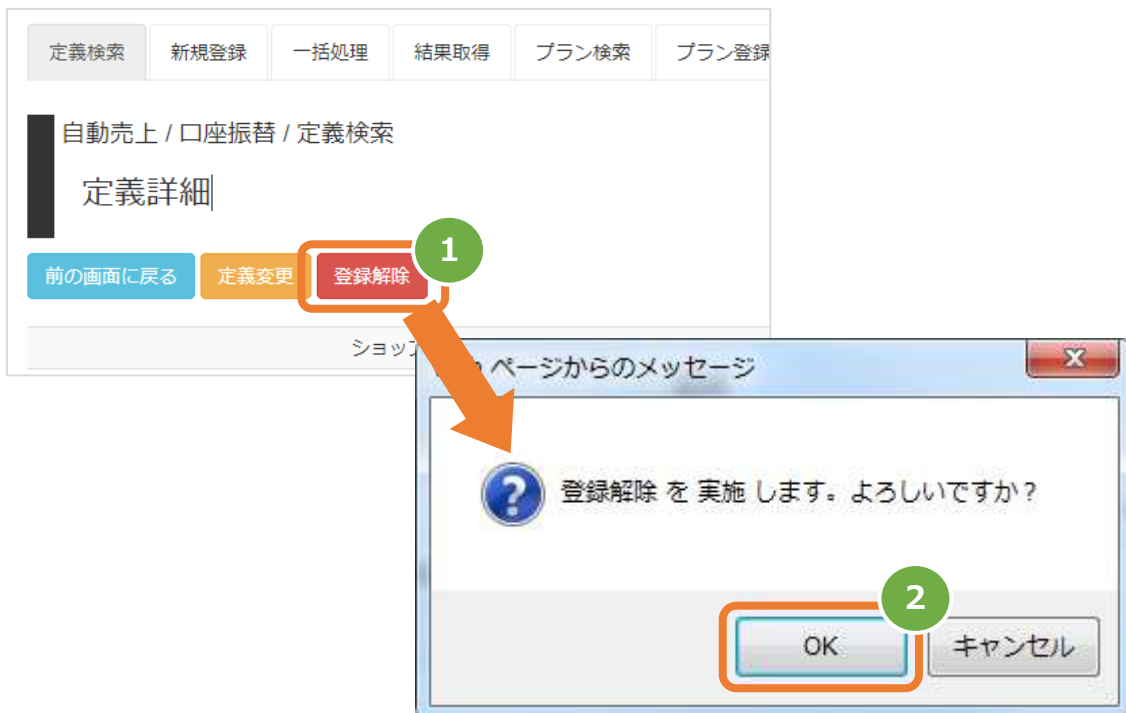 定義検索 新規登録 一括処理 結果取得 プラン検索 プラン登録
自動売上 / 口座振替 / 定義検索
定義詳細
1
前の画面に戻る 定義変更 登録解除
ショッ
ページからのメッセージ
登録解除 を 実施 します。よろしいですか？
2
OK キャンセル